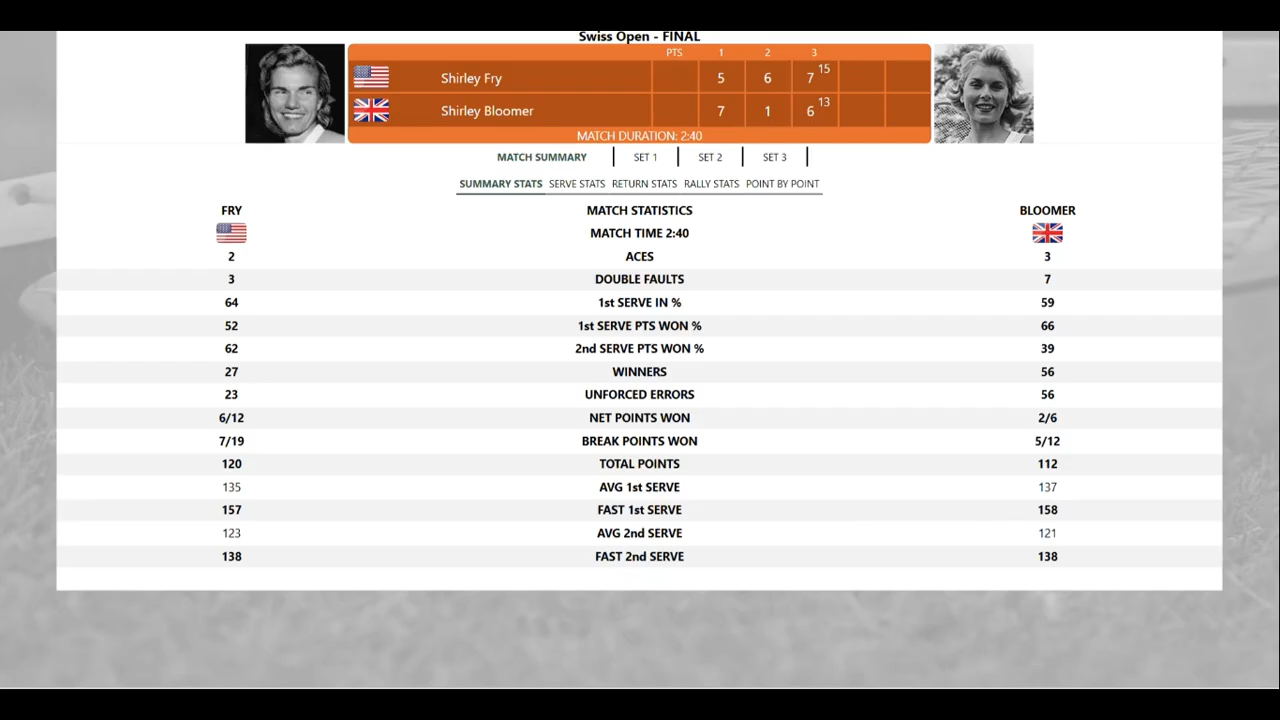 Swiss Open - FINAL
PTS 1 2 3
Shirley Fry 5 6 7 15
Shirley Bloomer 7 1 6 13
MATCH DURATION: 2:40
MATCH SUMMARY SET 1 SET 2 SET 3
SUMMARY STATS SERVE STATS RETURN STATS RALLY STATS POINT BY POINT
FRY MATCH STATISTICS BLOOMER
MATCH TIME 2:40
2 ACES 3
3 DOUBLE FAULTS 7
64 1st SERVE IN % 59
52 1st SERVE PTS WON % 66
62 2nd SERVE PTS WON % 39
27 WINNERS 56
23 UNFORCED ERRORS 56
6/12 NET POINTS WON 2/6
7/19 BREAK POINTS WON 5/12
120 TOTAL POINTS 112
135 AVG 1st SERVE 137
157 FAST 1st SERVE 158
123 AVG 2nd SERVE 121
138 FAST 2nd SERVE 138